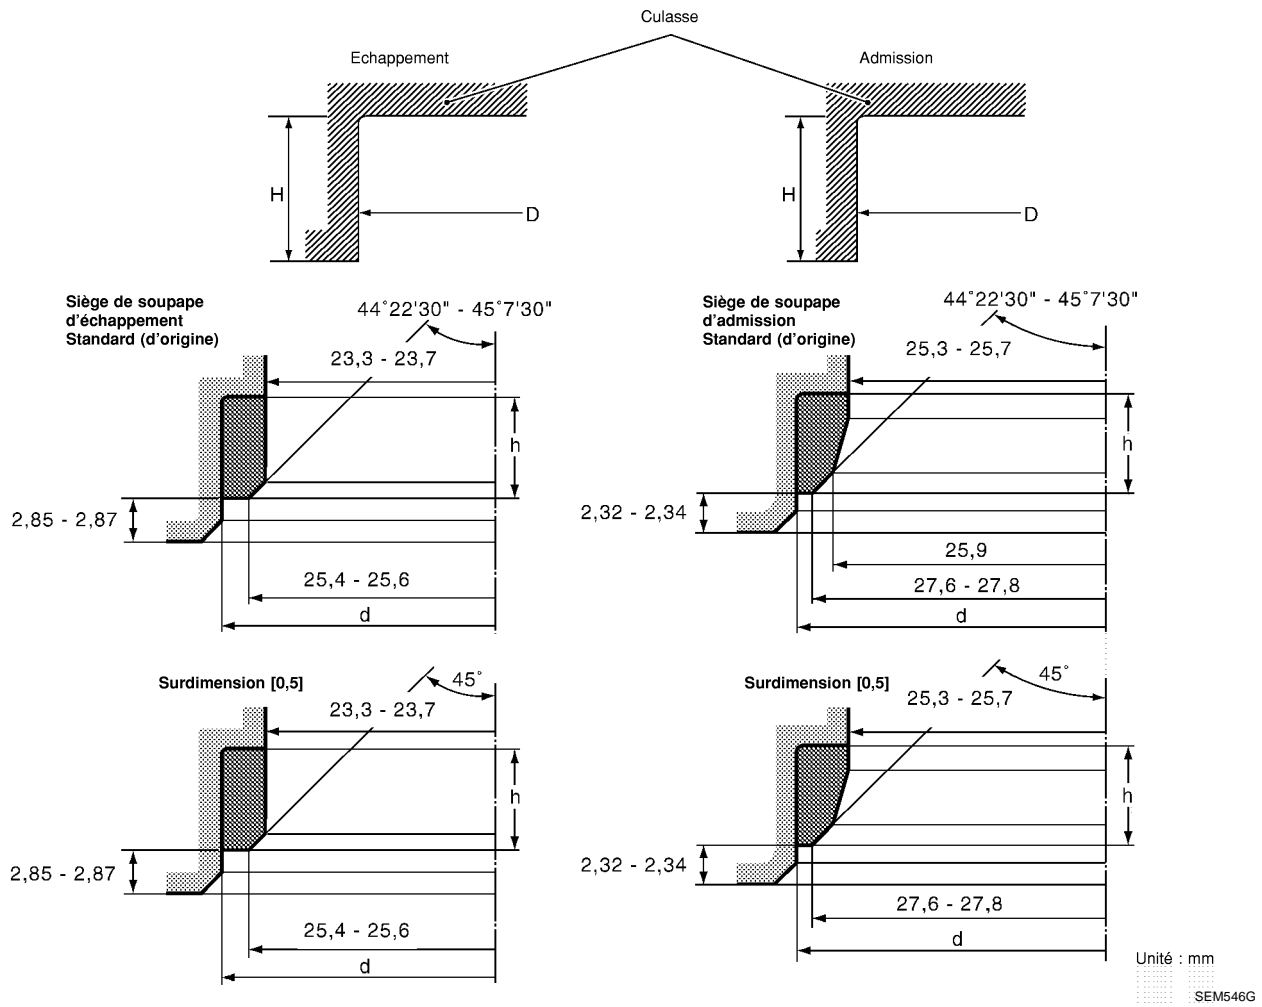 Culasse
Echappement
Admission
H
D
H
D
Siège de soupape
d'échappement
Standard (d'origine)
44°22'30" - 45°7'30"
23,3 - 23,7
h
2,85 - 2,87
25,4 - 25,6
d
Siège de soupape
d'admission
Standard (d'origine)
44°22'30" - 45°7'30"
25,3 - 25,7
h
2,32 - 2,34
25,9
27,6 - 27,8
d
Surdimension [0,5]
45°
23,3 - 23,7
h
2,85 - 2,87
25,4 - 25,6
d
Surdimension [0,5]
45°
25,3 - 25,7
h
2,32 - 2,34
27,6 - 27,8
d
Unité : mm
SEM546G